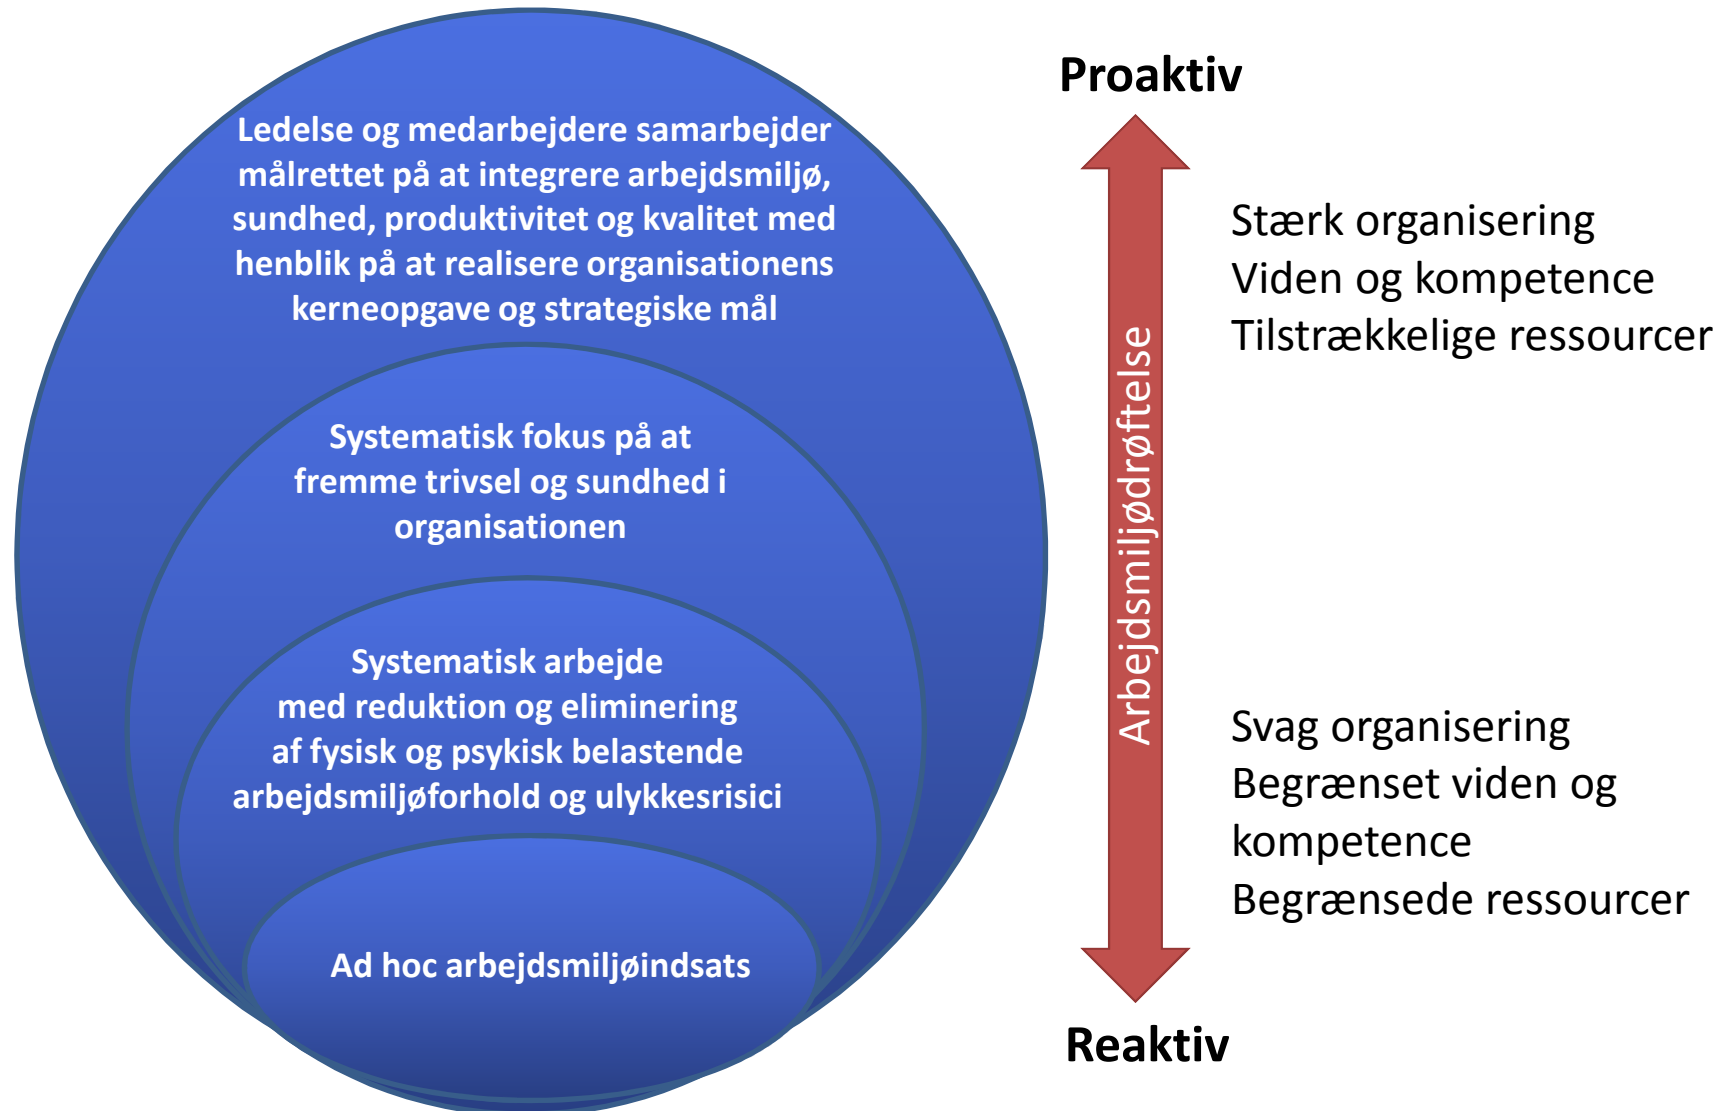 Proaktiv
Ledelse og medarbejdere samarbejder
målrettet på at integrere arbejdsmiljø,
sundhed, produktivitet og kvalitet med
henblik på at realisere organisationens
kerneopgave og strategiske mål
Systematisk fokus på at
fremme trivsel og sundhed i
organisationen
Systematisk arbejde
med reduktion og eliminering
af fysisk og psykisk belastende
arbejdsmiljøforhold og ulykkesrisici
Ad hoc arbejdsmiljøindsats
Arbejdsmiljødrøftelse
Stærk organisering
Viden og kompetence
Tilstrækkelige ressourcer
Svag organisering
Begrænset viden og
kompetence
Begrænsede ressourcer
Reaktiv